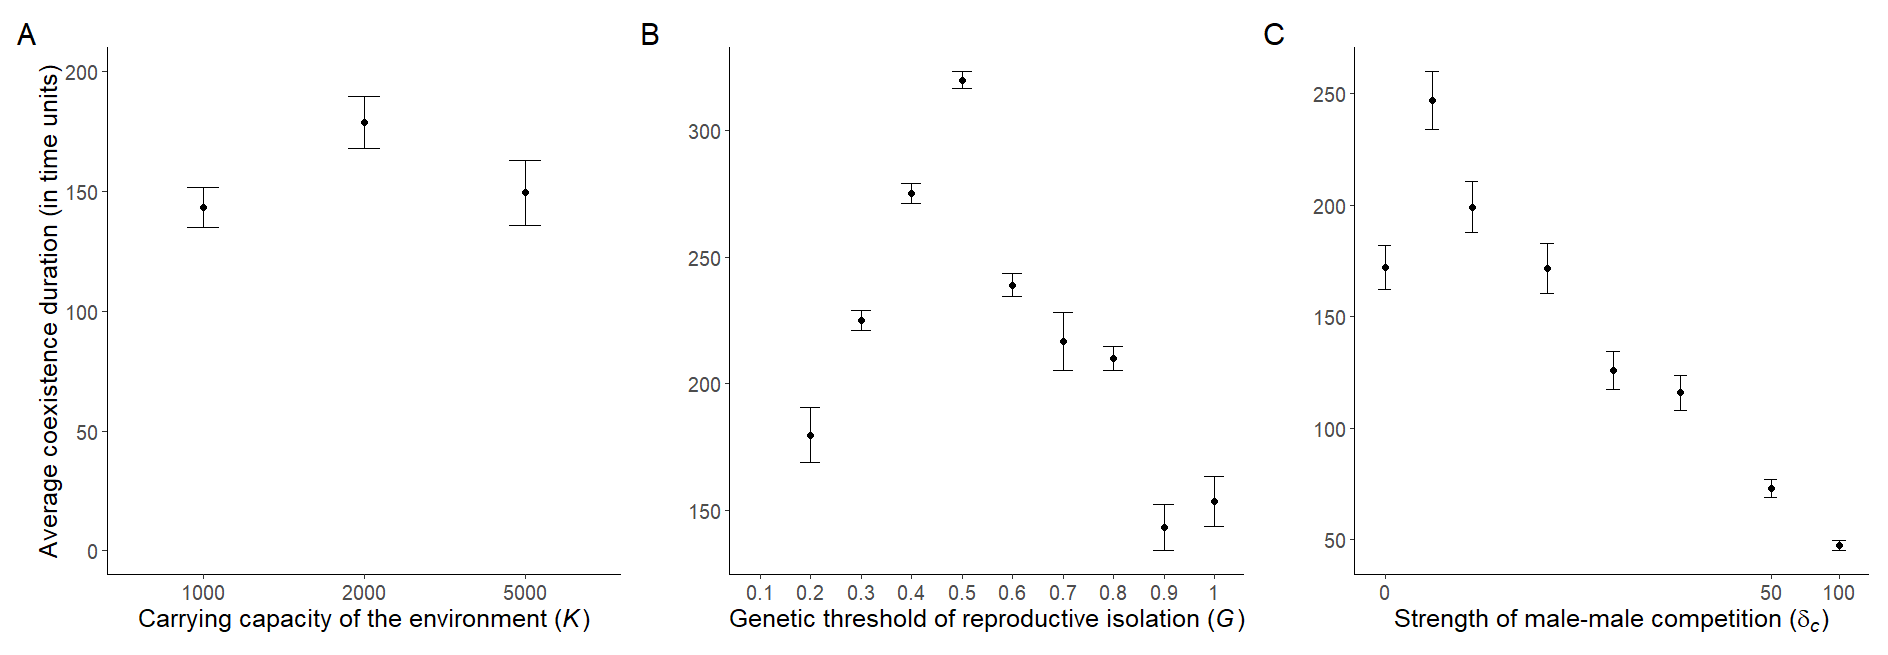 A
Average coexistence duration (in time units)
200
150
100
50
0
1000 2000 5000
Carrying capacity of the environment (K)
B
300
250
200
150
0.1 0.2 0.3 0.4 0.5 0.6 0.7 0.8 0.9 1
Genetic threshold of reproductive isolation (G)
C
250
200
150
100
50
0 50 100
Strength of male-male competition (δc)